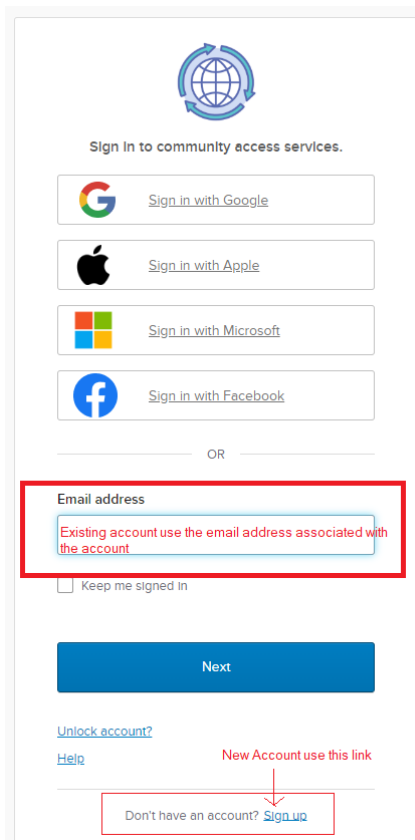 Sign in to community access services.
Sign in with Google
Sign in with Apple
Sign in with Microsoft
Sign in with Facebook
OR
Email address
Existing account use the email address associated with
the account
Keep me signed in
Next
Unlock account?
Help
New Account use this link
Don't have an account? Sign up